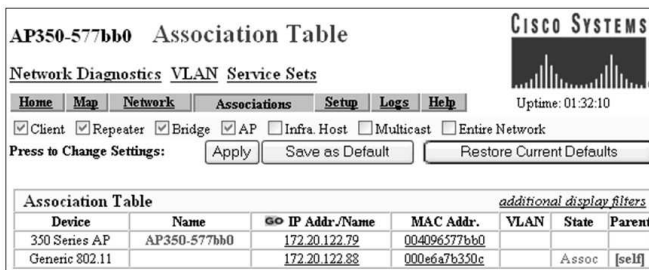 AP350-577bb0 Association Table
CISCO SYSTEMS
Network Diagnostics VLAN Service Sets
Home Map Network Associations Setup Logs Help
Uptime: 01:32:10
Client Repeater Bridge AP Infra. Host Multicast Entire Network
Press to Change Settings: Apply Save as Default Restore Current Defaults
Association Table additional display filters
Device Name GO IP Addr./Name MAC Addr. VLAN State Parent
350 Series AP AP350-577bb0 172.20.122.79 004096577bb0
Generic 802.11 172.20.122.88 000e6a7b350c Assoc [self]